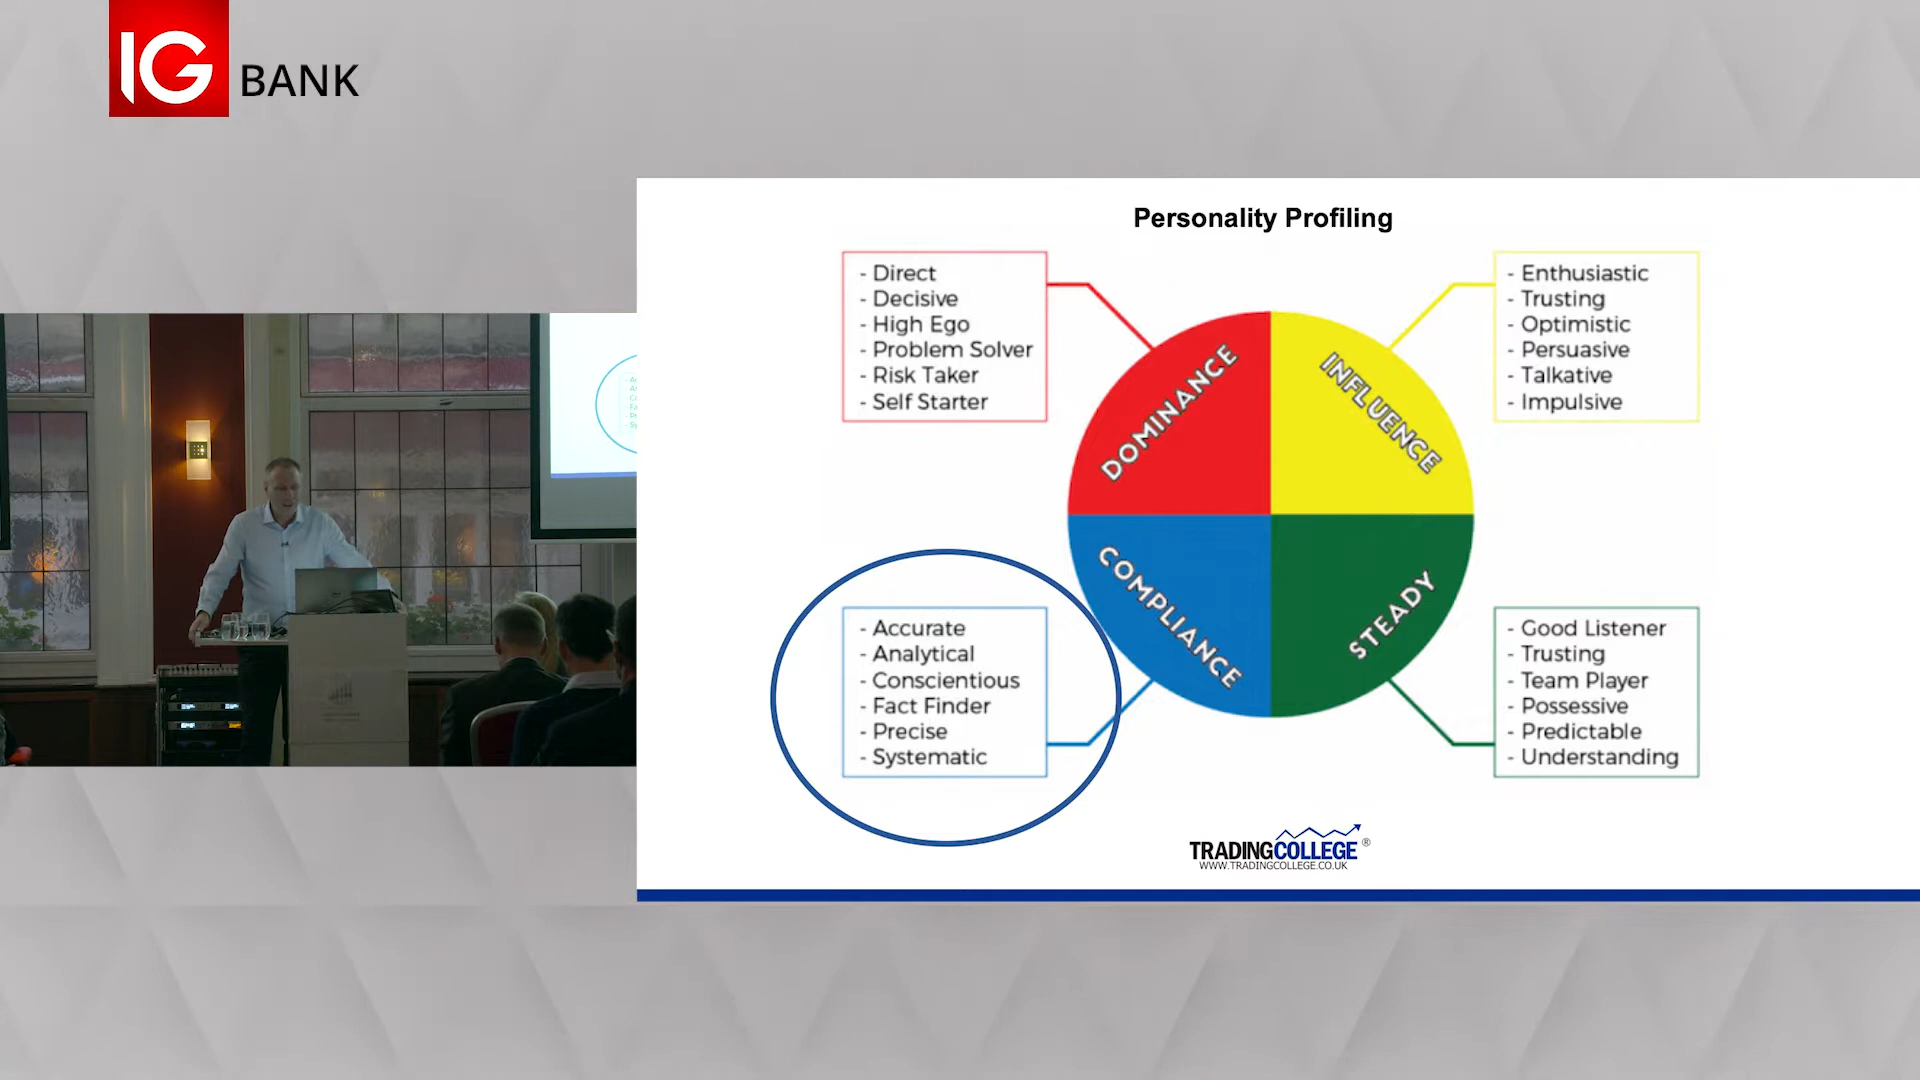 IG BANK
Personality Profiling
- Direct
- Decisive
- High Ego
- Problem Solver
- Risk Taker
- Self Starter
- Enthusiastic
- Trusting
- Optimistic
- Persuasive
- Talkative
- Impulsive
DOMINANCE
INFLUENCE
COMPLIANCE
STEADY
- Accurate
- Analytical
- Conscientious
- Fact Finder
- Precise
- Systematic
- Good Listener
- Trusting
- Team Player
- Possessive
- Predictable
- Understanding
TRADINGCOLLEGE ®
WWW.TRADINGCOLLEGE.CO.UK